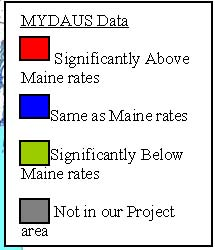 MYDAUS Data
Significantly Above
Maine rates
Same as Maine rates
Significantly Below
Maine rates
Not in our Project
area